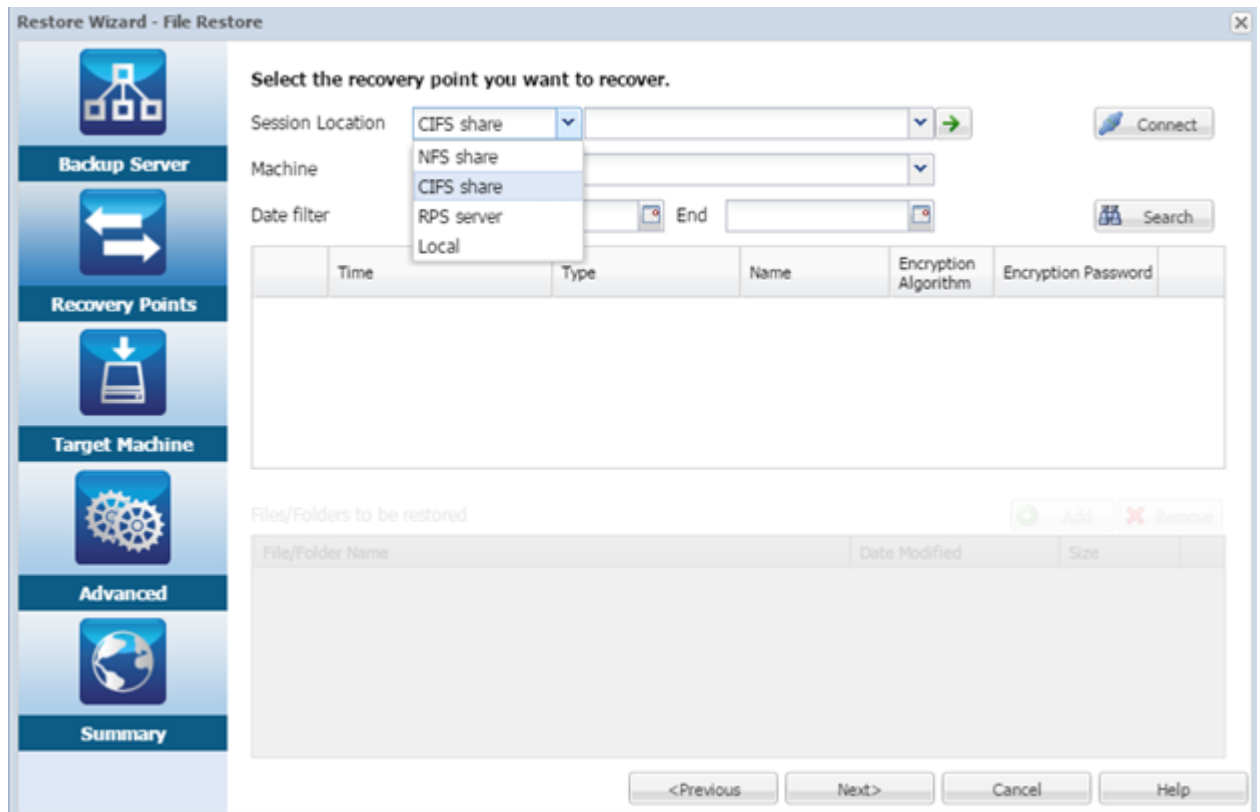 Restore Wizard - File Restore
Backup Server
Recovery Points
Target Machine
Advanced
Summary
Select the recovery point you want to recover.
Session Location CIFS share Connect
NFS share
CIFS share
RPS server
Local
Machine
Date filter End Search
Time Type Name Encryption Algorithm Encryption Password
Files/Folders to be restored Add Remove
File/Folder Name Date Modified Size
<Previous Next> Cancel Help